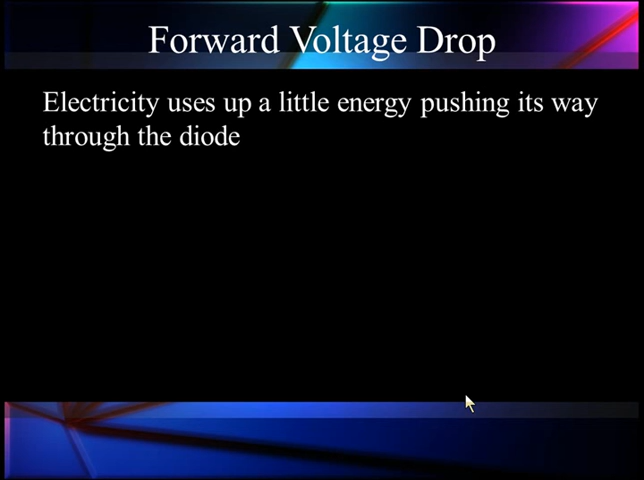 Forward Voltage Drop
Electricity uses up a little energy pushing its way
through the diode